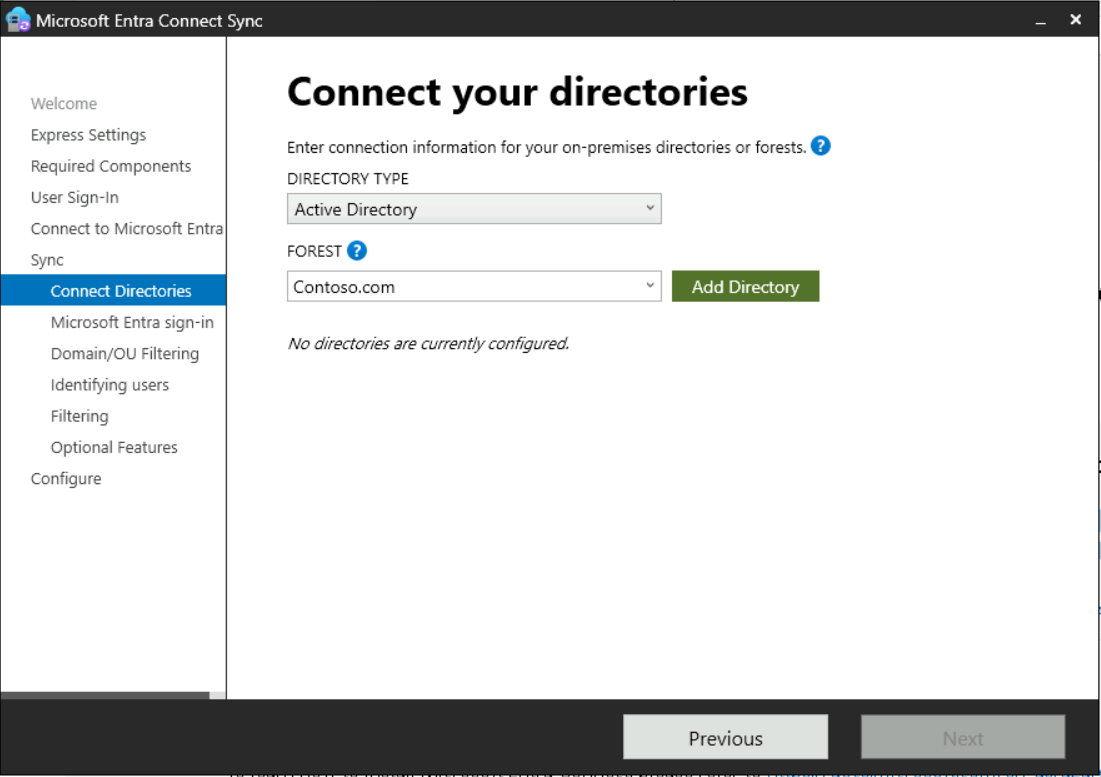 Microsoft Entra Connect Sync
Welcome
Express Settings
Required Components
User Sign-In
Connect to Microsoft Entra
Sync
Connect Directories
Microsoft Entra sign-in
Domain/OU Filtering
Identifying users
Filtering
Optional Features
Configure
Connect your directories
Enter connection information for your on-premises directories or forests. ?
DIRECTORY TYPE
Active Directory
FOREST ?
Contoso.com
Add Directory
No directories are currently configured.
Previous
Next